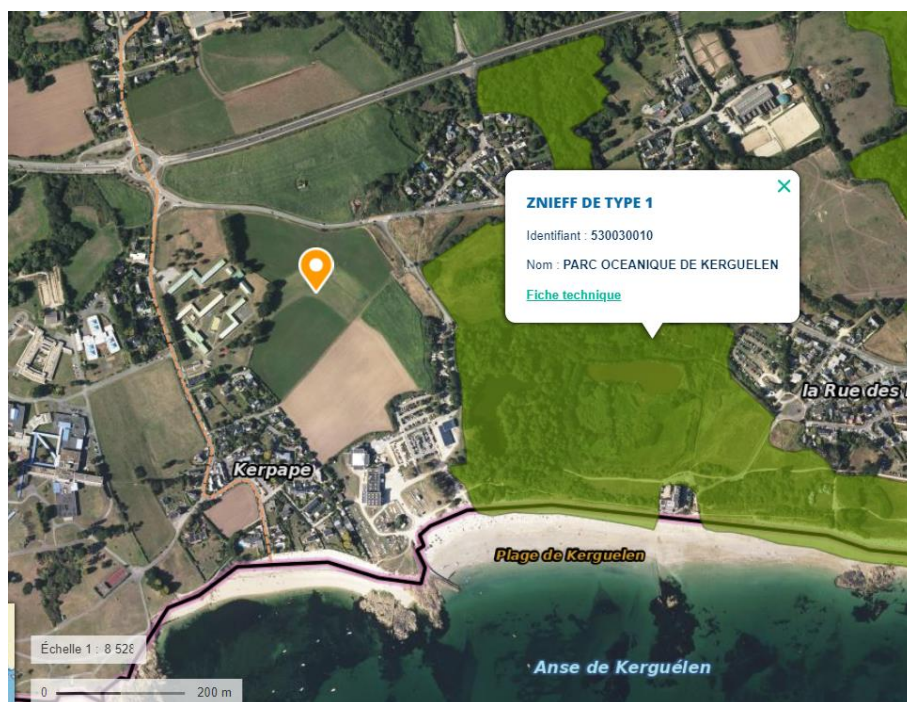 ZNIEFF DE TYPE 1
Identifiant : 530030010
Nom : PARC OCEANIQUE DE KERGUELEN
Fiche technique
la Rue des
Kerpape
Plage de Kerguelen
Anse de Kerguélen
Échelle 1 : 8 528
0 200 m